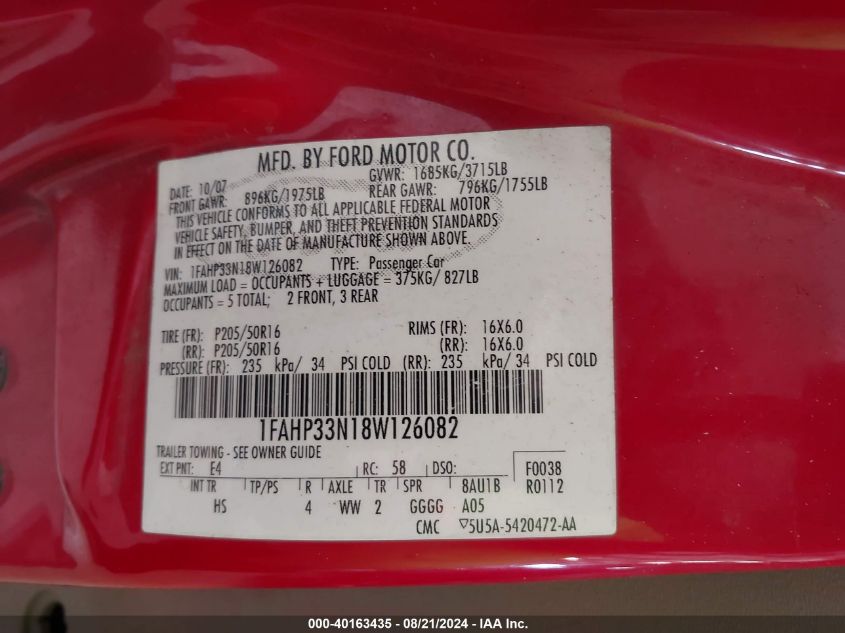 MFD. BY FORD MOTOR CO.
DATE: 10/07 GVWR: 1685KG/3715LB
FRONT GAWR: 896KG/1975LB REAR GAWR: 796KG/1755LB
THIS VEHICLE CONFORMS TO ALL APPLICABLE FEDERAL MOTOR
VEHICLE SAFETY, BUMPER, AND THEFT PREVENTION STANDARDS
IN EFFECT ON THE DATE OF MANUFACTURE SHOWN ABOVE.
VIN: 1FAHP33N18W126082 TYPE: Passenger Car
MAXIMUM LOAD = OCCUPANTS + LUGGAGE = 375KG/ 827LB
OCCUPANTS = 5 TOTAL; 2 FRONT, 3 REAR
TIRE (FR): P205/50R16 RIMS (FR): 16X6.0
(RR): P205/50R16 (RR): 16X6.0
PRESSURE (FR): 235 kPa/ 34 PSI COLD (RR): 235 kPa/ 34 PSI COLD
1FAHP33N18W126082
TRAILER TOWING - SEE OWNER GUIDE
EXT PNT: E4 RC: 58 DSO: F0038
INT TR TP/PS R AXLE TR SPR 8AU1B R0112
HS 4 WW 2 GGGG A05
CMC ▽5U5A-5420472-AA
000-40163435 - 08/21/2024 - IAA Inc.